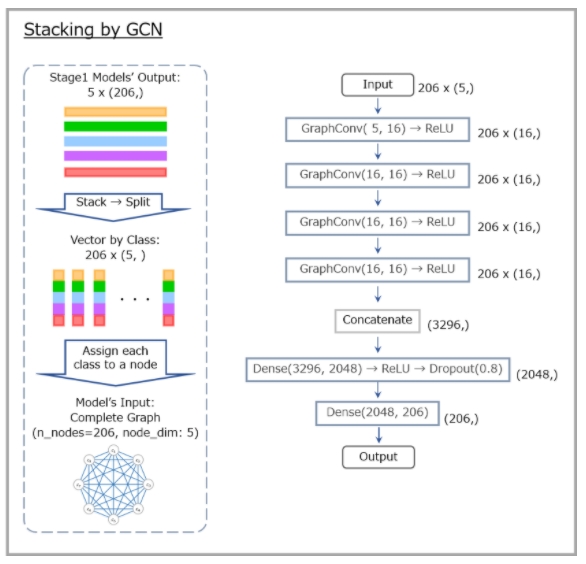 Stacking by GCN
Stage1 Models' Output:
5 x (206,)
Stack → Split
Vector by Class:
206 x (5, )
. . .
Assign each
class to a node
Model's Input:
Complete Graph
(n_nodes=206, node_dim: 5)
Input
206 x (5,)
GraphConv( 5, 16) → ReLU
206 x (16,)
GraphConv(16, 16) → ReLU
206 x (16,)
GraphConv(16, 16) → ReLU
206 x (16,)
GraphConv(16, 16) → ReLU
206 x (16,)
Concatenate
(3296,)
Dense(3296, 2048) → ReLU → Dropout(0.8)
(2048,)
Dense(2048, 206)
(206,)
Output